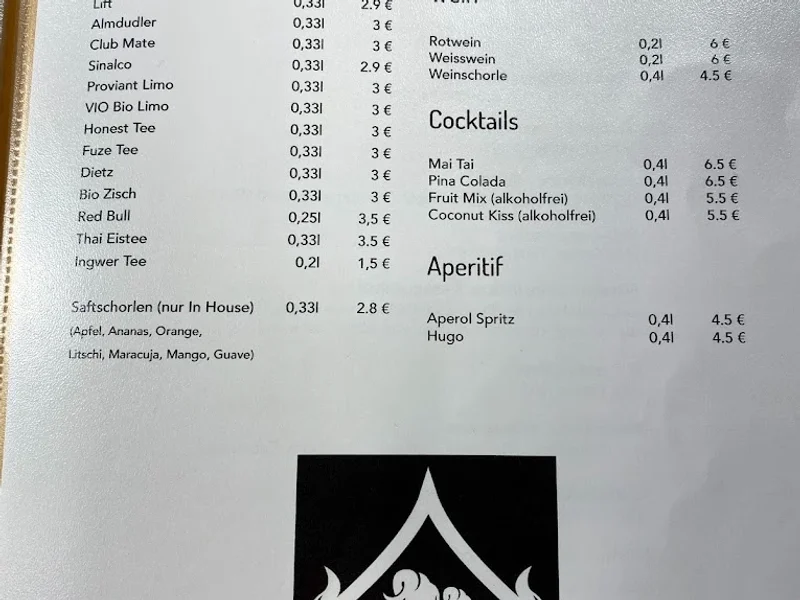 Lift 0,33l 2.9 €
Almdudler 0,33l 3 €
Club Mate 0,33l 3 €
Sinalco 0,33l 2.9 €
Proviant Limo 0,33l 3 €
VIO Bio Limo 0,33l 3 €
Honest Tee 0,33l 3 €
Fuze Tee 0,33l 3 €
Dietz 0,33l 3 €
Bio Zisch 0,33l 3 €
Red Bull 0,25l 3,5 €
Thai Eistee 0,33l 3.5 €
Ingwer Tee 0,2l 1,5 €
Saftschorlen (nur In House) 0,33l 2.8 €
(Apfel, Ananas, Orange,
Litschi, Maracuja, Mango, Guave)
Wein
Rotwein 0,2l 6 €
Weisswein 0,2l 6 €
Weinschorle 0,4l 4.5 €
Cocktails
Mai Tai 0,4l 6.5 €
Pina Colada 0,4l 6.5 €
Fruit Mix (alkoholfrei) 0,4l 5.5 €
Coconut Kiss (alkoholfrei) 0,4l 5.5 €
Aperitif
Aperol Spritz 0,4l 4.5 €
Hugo 0,4l 4.5 €